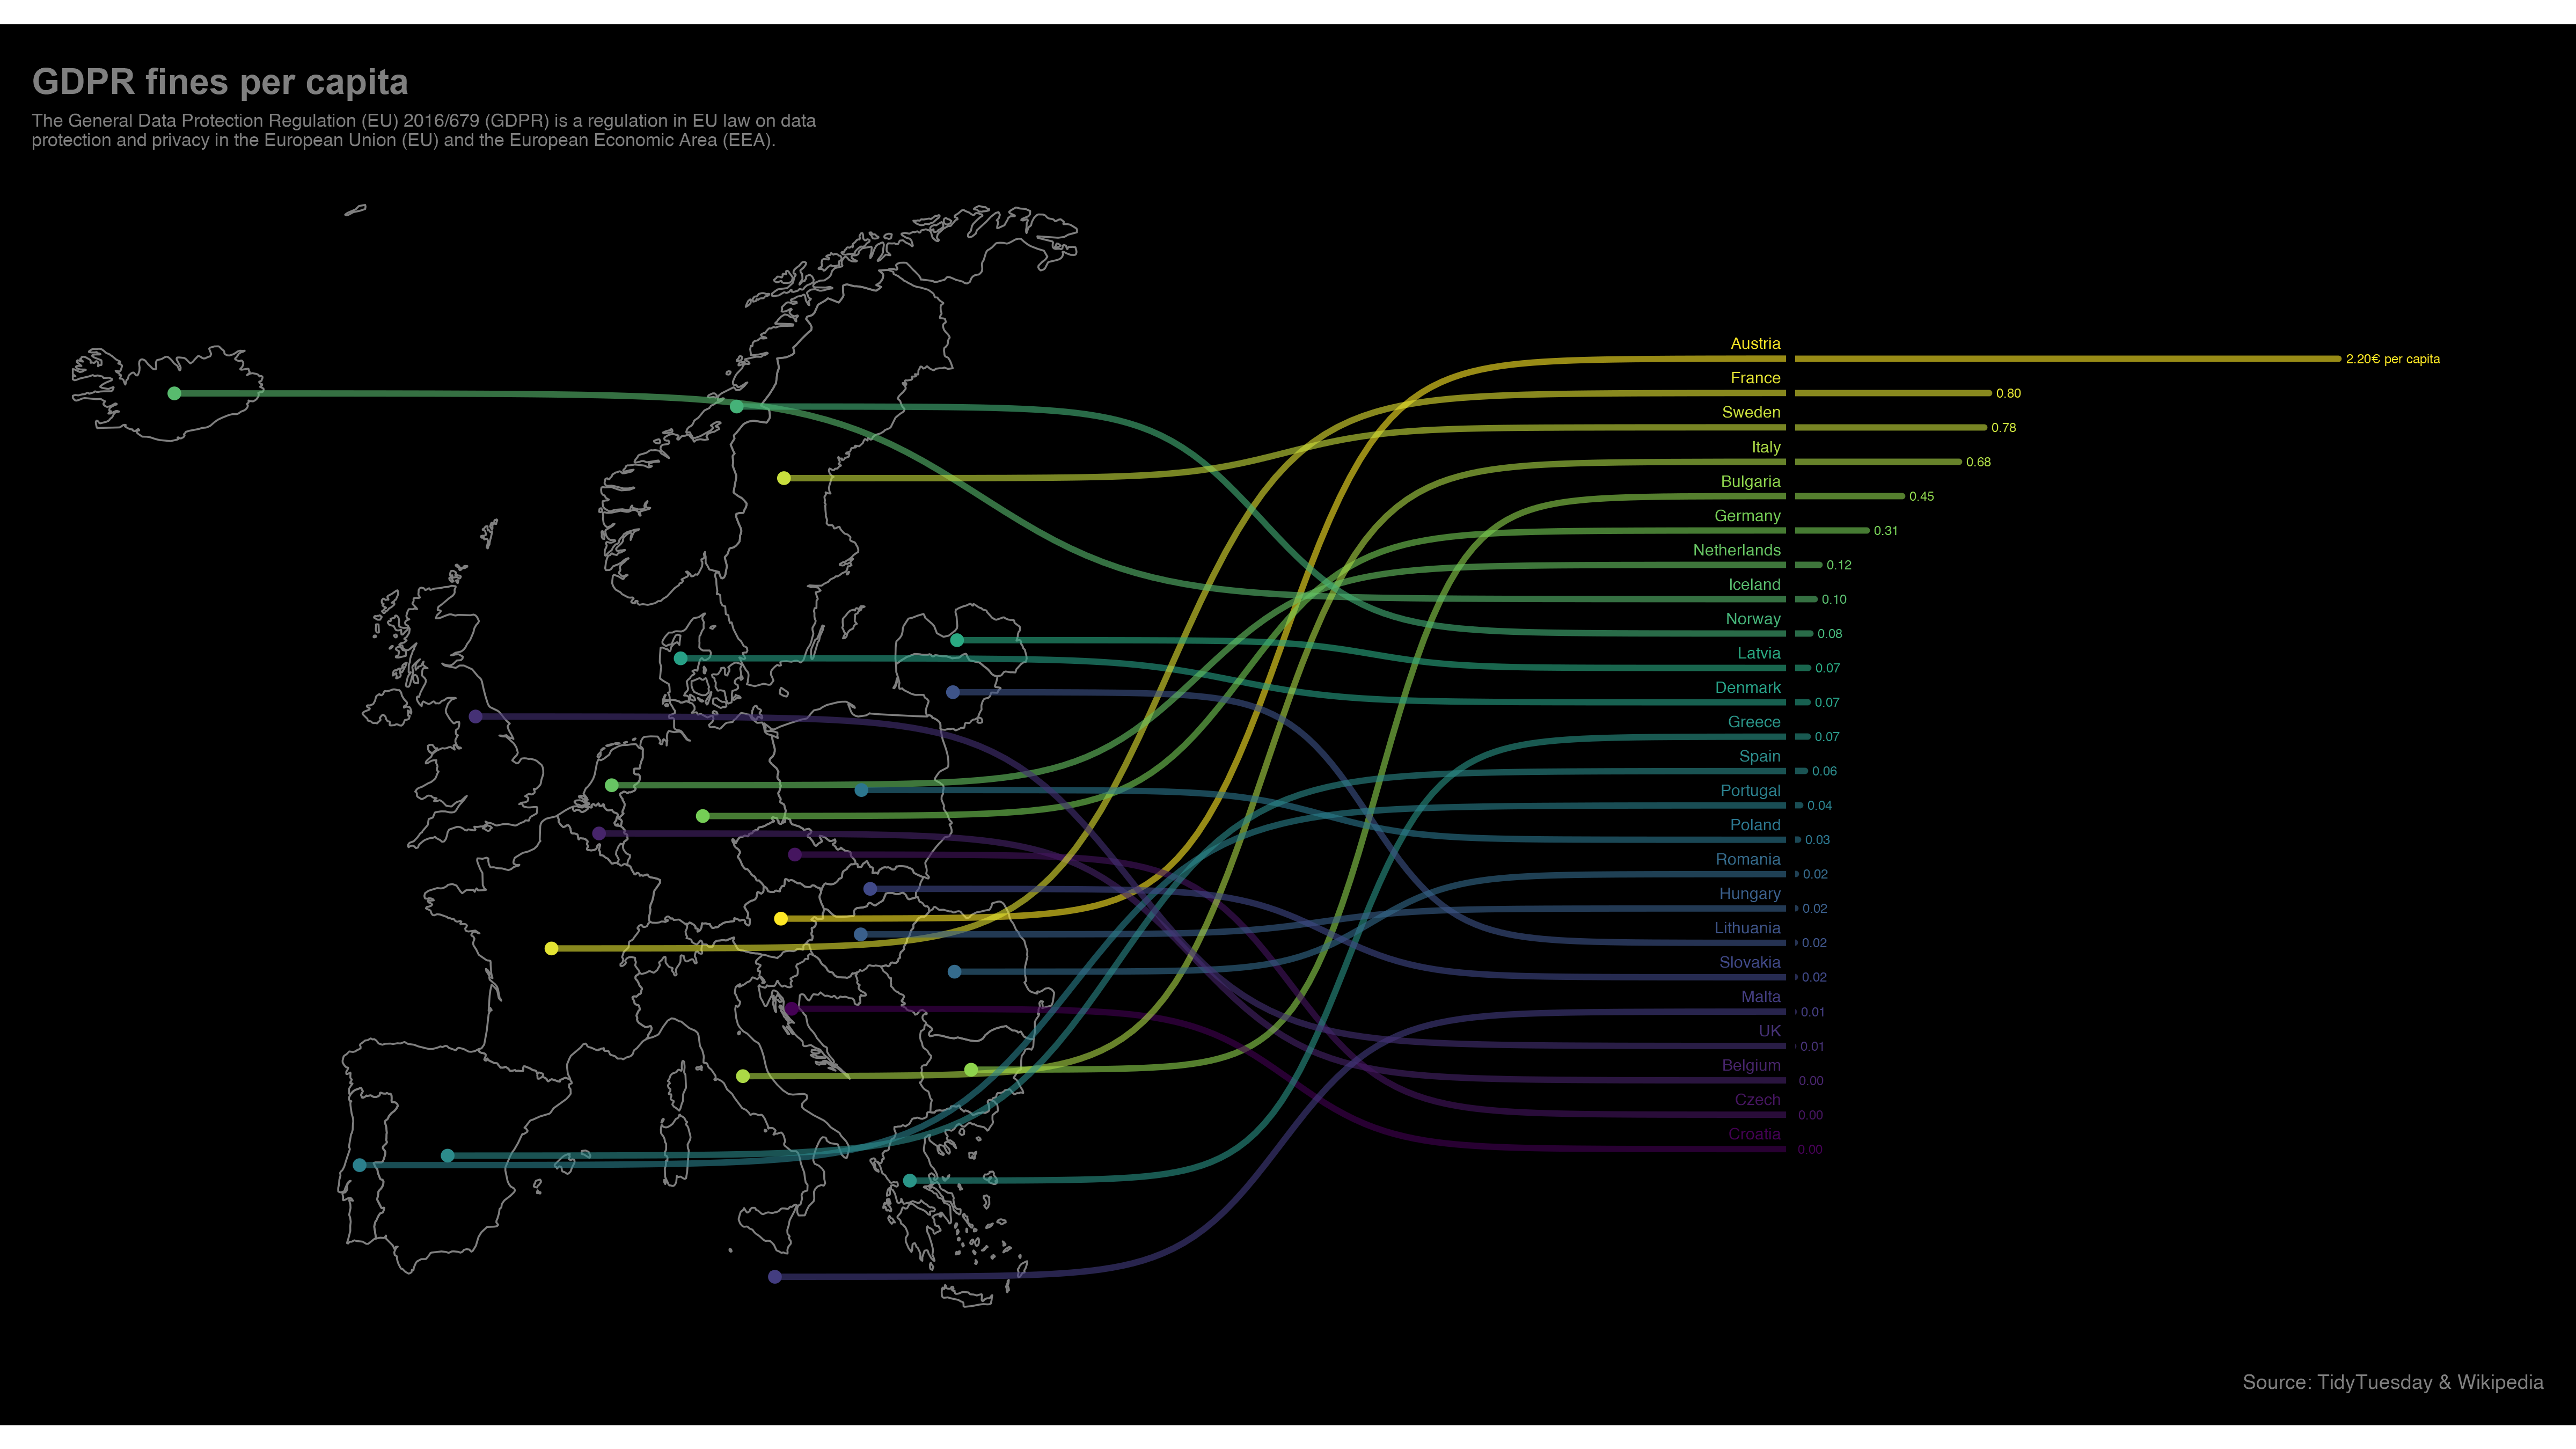 GDPR fines per capita
The General Data Protection Regulation (EU) 2016/679 (GDPR) is a regulation in EU law on data
protection and privacy in the European Union (EU) and the European Economic Area (EEA).
Austria
2.20€ per capita
France
0.80
Sweden
0.78
Italy
0.68
Bulgaria
0.45
Germany
0.31
Netherlands
0.12
Iceland
0.10
Norway
0.08
Latvia
0.07
Denmark
0.07
Greece
0.07
Spain
0.06
Portugal
0.04
Poland
0.03
Romania
0.02
Hungary
0.02
Lithuania
0.02
Slovakia
0.02
Malta
0.01
UK
0.01
Belgium
0.00
Czech
0.00
Croatia
0.00
Source: TidyTuesday & Wikipedia